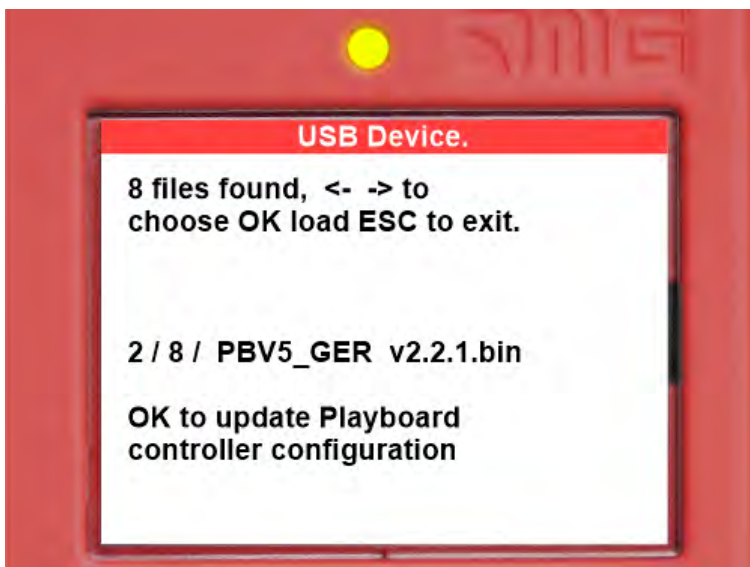 USB Device.
8 files found, <- -> to
choose OK load ESC to exit.
2 / 8 / PBV5_GER v2.2.1.bin
OK to update Playboard
controller configuration